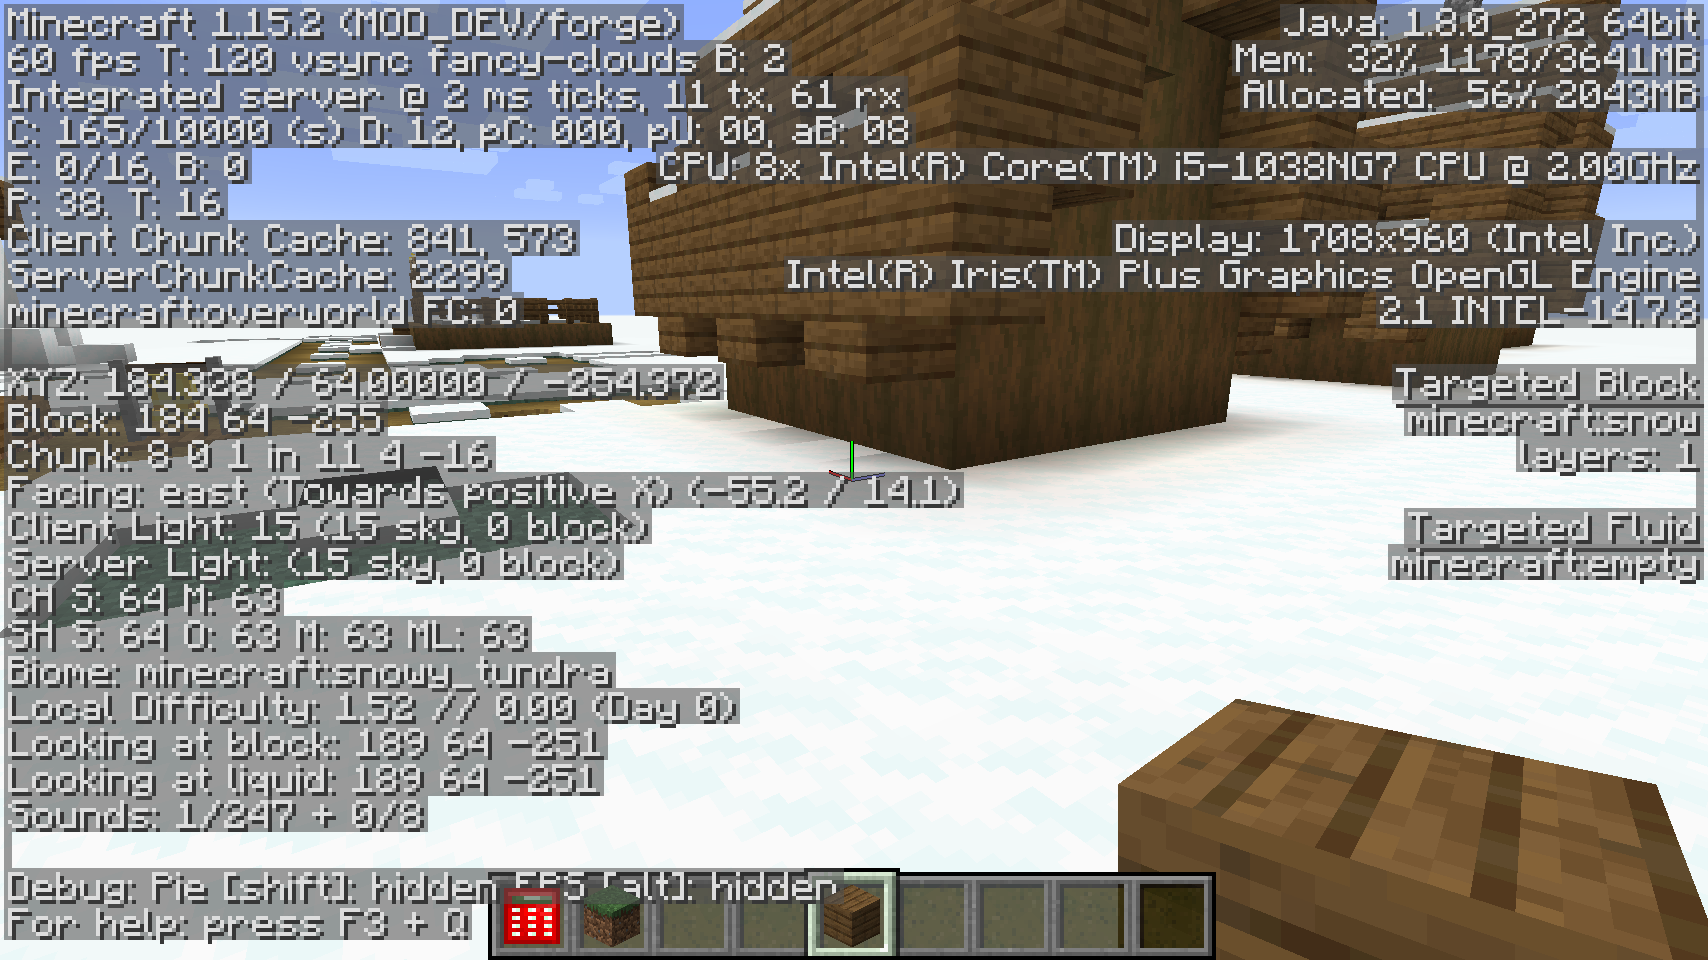 Minecraft 1.15.2 (MOD_DEV/forge)
60 fps T: 120 vsync fancy-clouds B: 2
Integrated server @ 2 ms ticks, 11 tx, 61 rx
C: 165/10000 (s) D: 12, pC: 000, pU: 00, aB: 08
E: 0/16, B: 0
P: 38. T: 16
Client Chunk Cache: 841, 573
ServerChunkCache: 2299
minecraft:overworld FC: 0
XYZ: 184.328 / 64.00000 / -254.372
Block: 184 64 -255
Chunk: 8 0 1 in 11 4 -16
Facing: east (Towards positive X) (-55.2 / 14.1)
Client Light: 15 (15 sky, 0 block)
Server Light: (15 sky, 0 block)
CH S: 64 M: 63
SH S: 64 O: 63 M: 63 ML: 63
Biome: minecraft:snowy_tundra
Local Difficulty: 1.52 // 0.00 (Day 0)
Looking at block: 189 64 -251
Looking at liquid: 189 64 -251
Sounds: 1/247 + 0/8
Debug: Pie [shift]: hidden FPS [alt]: hidden
For help: press F3 + Q
Java: 1.8.0_272 64bit
Mem: 32% 1178/3641MB
Allocated: 56% 2043MB
CPU: 8x Intel(R) Core(TM) i5-1038NG7 CPU @ 2.00GHz
Display: 1708x960 (Intel Inc.)
Intel(R) Iris(TM) Plus Graphics OpenGL Engine
2.1 INTEL-14.7.8
Targeted Block
minecraft:snow
layers: 1
Targeted Fluid
minecraft:empty